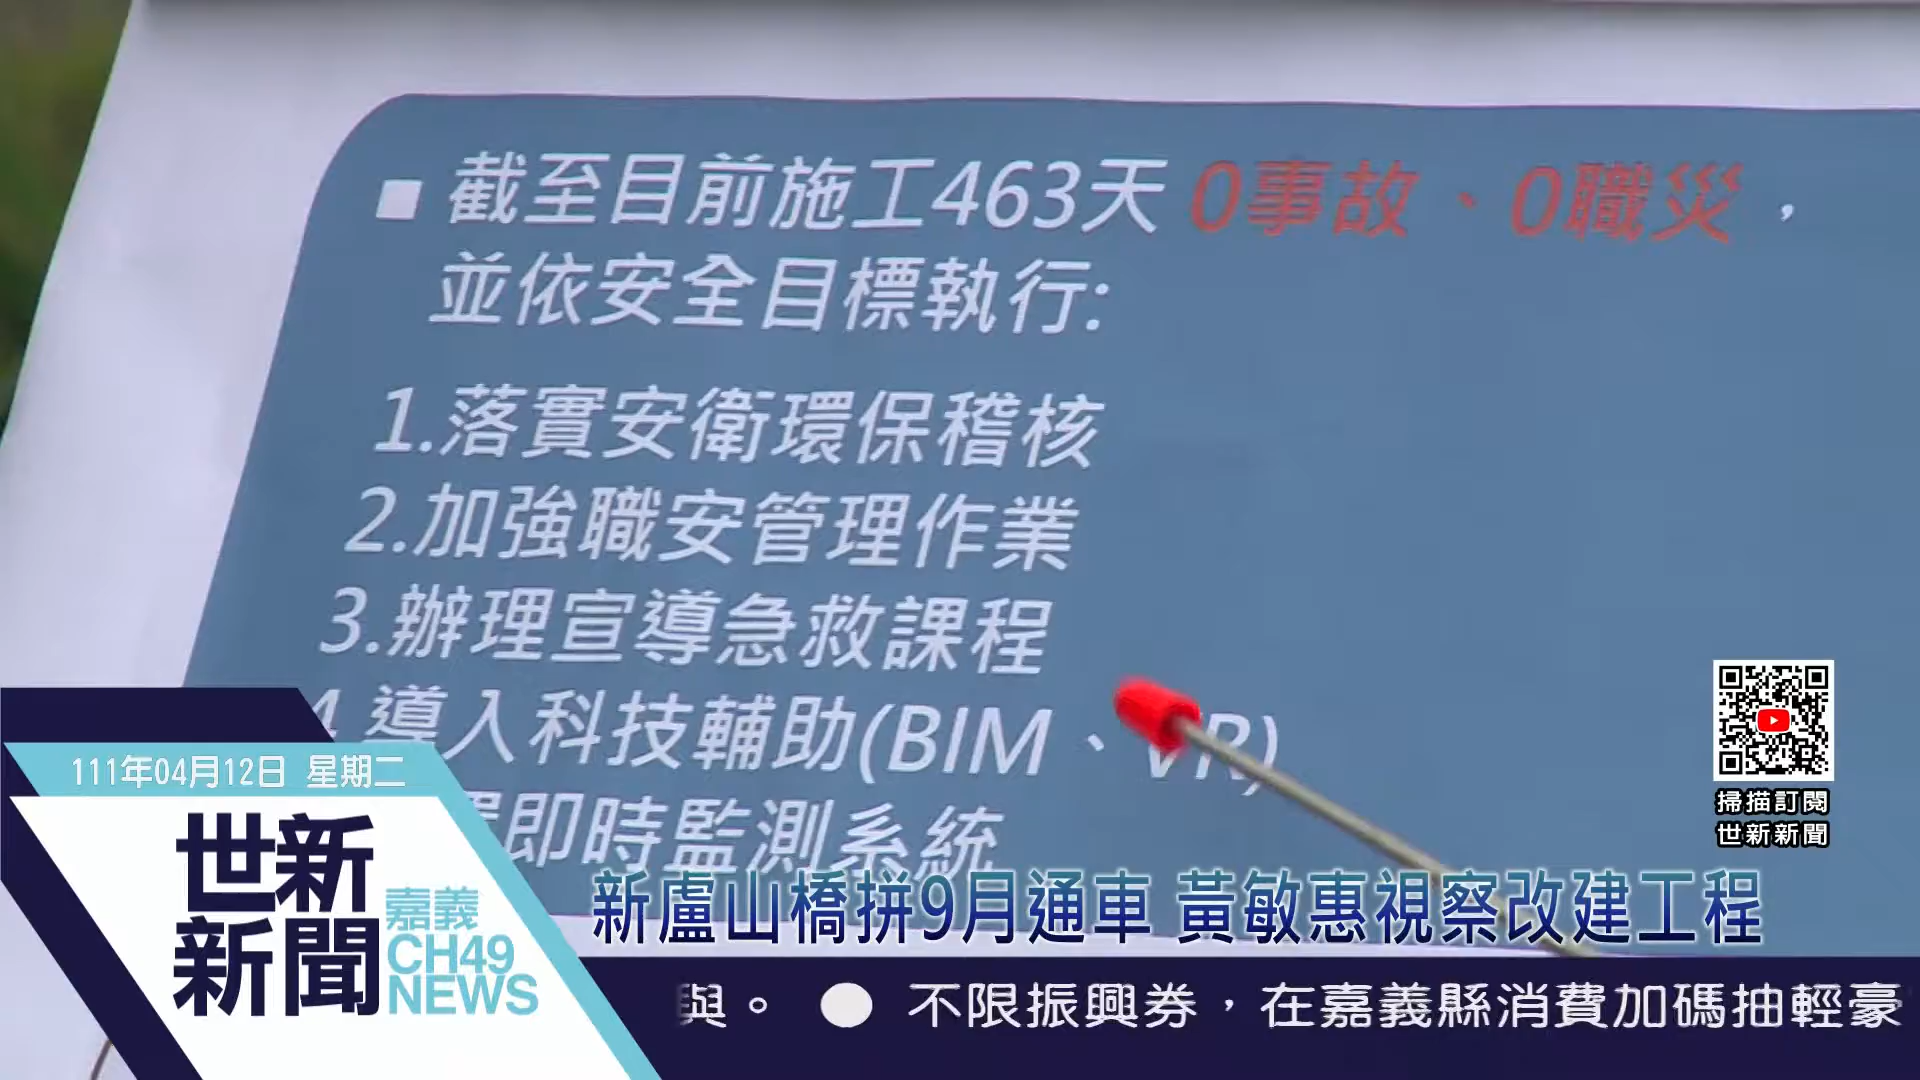 截至目前施工463天 0事故、0職災，
並依安全目標執行:
1.落實安衛環保稽核
2.加強職安管理作業
3.辦理宣導急救課程
4.導入科技輔助(BIM、VR)
即時監測系統
掃描訂閱
世新新聞
111年04月12日 星期二
世新
新聞
嘉義
CH49
NEWS
新盧山橋拼9月通車 黃敏惠視察改建工程
與。 ● 不限振興券，在嘉義縣消費加碼抽輕豪